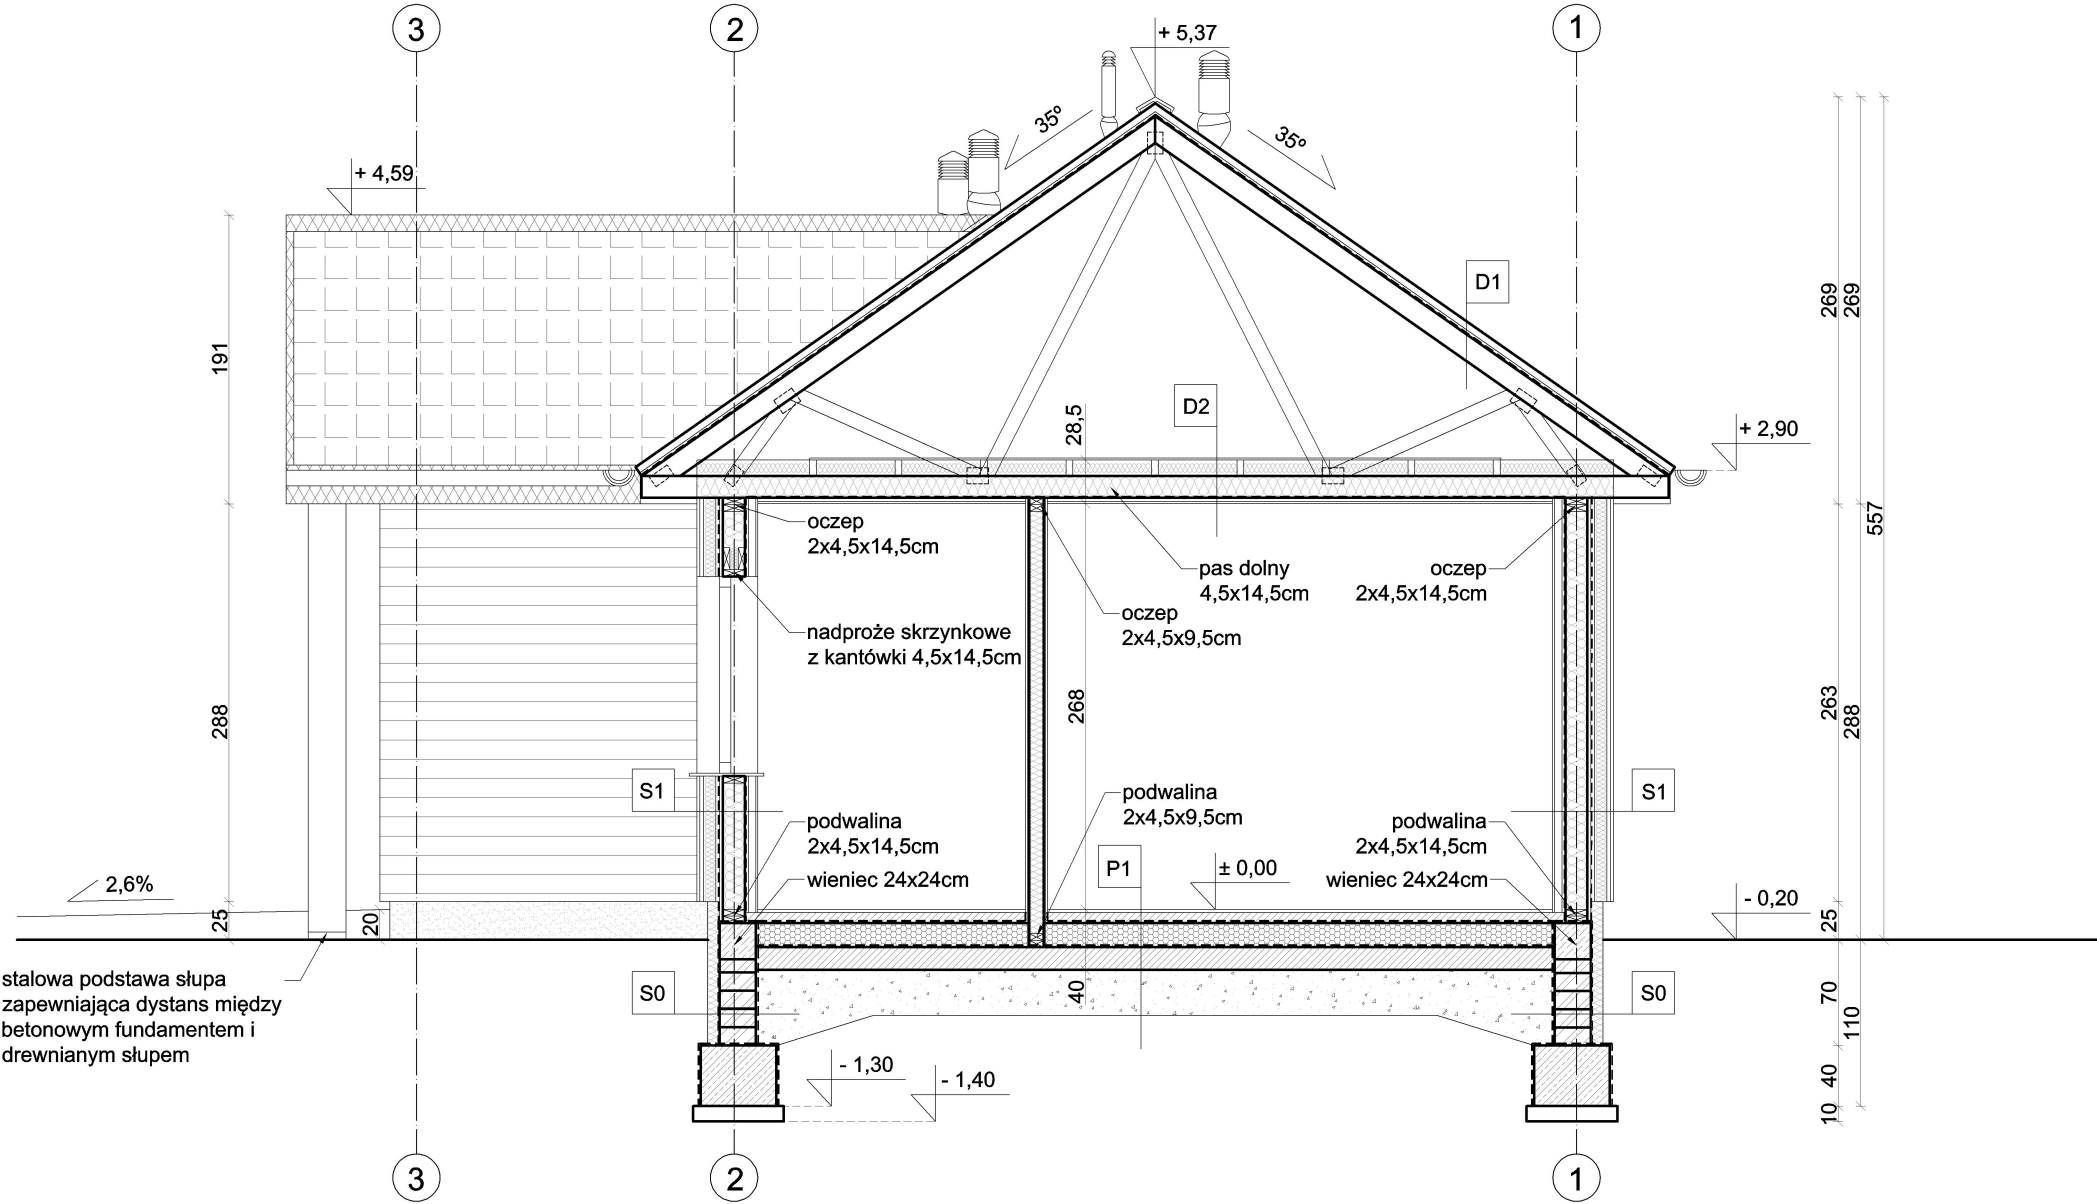 3
2
1
+ 5,37
35º
35º
+ 4,59
D1
269
269
191
D2
28,5
+ 2,90
557
oczep
2x4,5x14,5cm
pas dolny
4,5x14,5cm
oczep
2x4,5x14,5cm
oczep
2x4,5x9,5cm
nadproże skrzynkowe
z kantówki 4,5x14,5cm
288
268
263
288
S1
S1
podwalina
2x4,5x9,5cm
podwalina
2x4,5x14,5cm
podwalina
2x4,5x14,5cm
wieniec 24x24cm
P1
± 0,00
wieniec 24x24cm
2,6%
- 0,20
25
20
25
stalowa podstawa słupa
zapewniająca dystans między
betonowym fundamentem i
drewnianym słupem
S0
40
S0
70
110
- 1,30
- 1,40
40
10
3
2
1